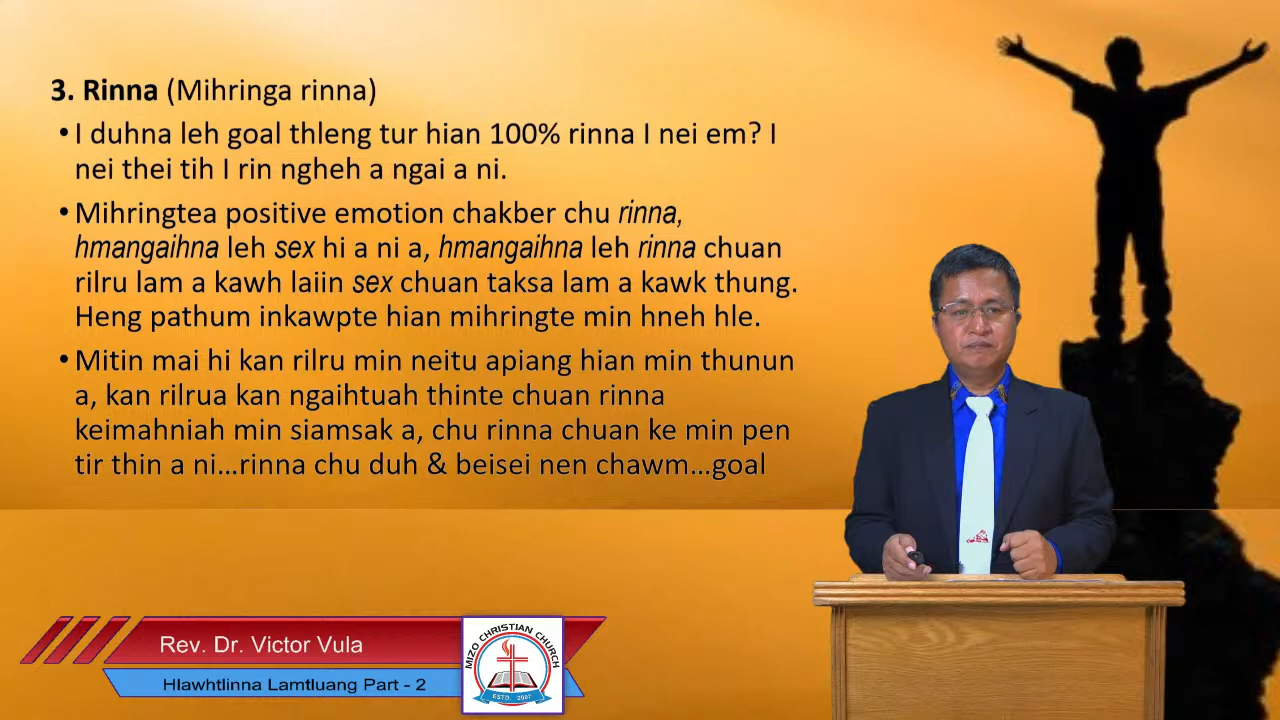 3. Rinna (Mihringa rinna)
• I duhna leh goal thleng tur hian 100% rinna I nei em? I
nei thei tih I rin ngheh a ngai a ni.
• Mihringtea positive emotion chakber chu rinna,
hmangaihna leh sex hi a ni a, hmangaihna leh rinna chuan
rilru lam a kawh laiin sex chuan taksa lam a kawk thung.
Heng pathum inkawpte hian mihringte min hneh hle.
• Mitin mai hi kan rilru min neitu apiang hian min thunun
a, kan rilrua kan ngaihtuah thinte chuan rinna
keimahniah min siamsak a, chu rinna chuan ke min pen
tir thin a ni...rinna chu duh & beisei nen chawm...goal
Rev. Dr. Victor Vula
Hlawhtlinna Lamtluang Part - 2
MIZO CHRISTIAN CHURCH
ESTD. 2007